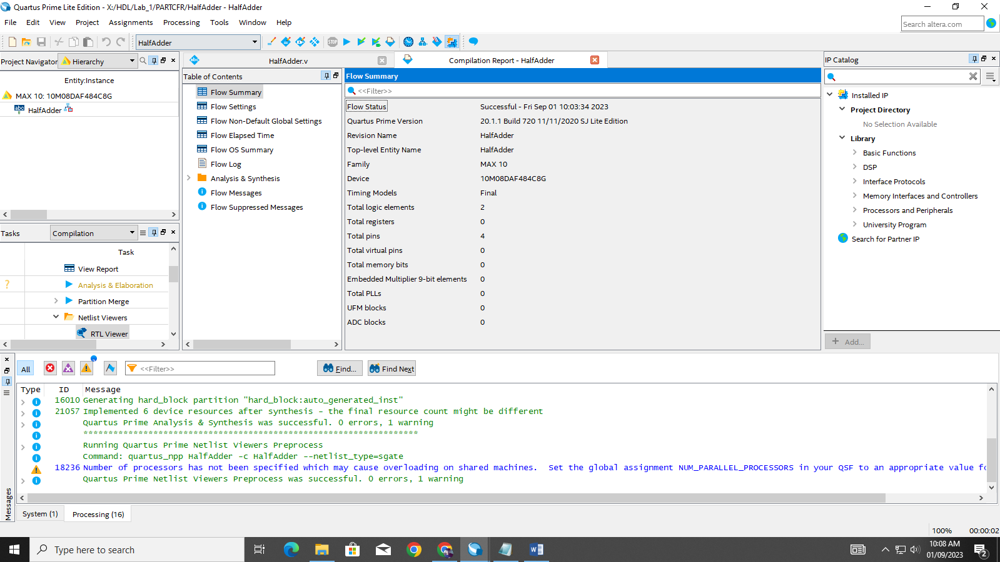 Quartus Prime Lite Edition - X:/HDL/Lab_1/PARTCFR/HalfAdder - HalfAdder
File Edit View Project Assignments Processing Tools Window Help
Search altera.com
HalfAdder
STOP
Project Navigator Hierarchy
Entity:Instance
MAX 10: 10M08DAF484C8G
abc HalfAdder
Tasks Compilation
Task
View Report
? Analysis & Elaboration
Partition Merge
Netlist Viewers
RTL Viewer
abc HalfAdder.v
Compilation Report - HalfAdder
Table of Contents
Flow Summary
Flow Settings
Flow Non-Default Global Settings
Flow Elapsed Time
Flow OS Summary
Flow Log
Analysis & Synthesis
Flow Messages
Flow Suppressed Messages
Flow Summary
<<Filter>>
Flow Status Successful - Fri Sep 01 10:03:34 2023
Quartus Prime Version 20.1.1 Build 720 11/11/2020 SJ Lite Edition
Revision Name HalfAdder
Top-level Entity Name HalfAdder
Family MAX 10
Device 10M08DAF484C8G
Timing Models Final
Total logic elements 2
Total registers 0
Total pins 4
Total virtual pins 0
Total memory bits 0
Embedded Multiplier 9-bit elements 0
Total PLLs 0
UFM blocks 0
ADC blocks 0
IP Catalog
Installed IP
Project Directory
No Selection Available
Library
Basic Functions
DSP
Interface Protocols
Memory Interfaces and Controllers
Processors and Peripherals
University Program
Search for Partner IP
+ Add...
All <<Filter>> Find... Find Next
Type ID Message
16010 Generating hard_block partition "hard_block:auto_generated_inst"
21057 Implemented 6 device resources after synthesis - the final resource count might be different
Quartus Prime Analysis & Synthesis was successful. 0 errors, 1 warning
*******************************************************************
Running Quartus Prime Netlist Viewers Preprocess
Command: quartus_npp HalfAdder -c HalfAdder --netlist_type=sgate
18236 Number of processors has not been specified which may cause overloading on shared machines.  Set the global assignment NUM_PARALLEL_PROCESSORS in your QSF to an appropriate value fo
Quartus Prime Netlist Viewers Preprocess was successful. 0 errors, 1 warning
Messages
System (1) Processing (16)
100% 00:00:02
Type here to search
10:08 AM
01/09/2023
2